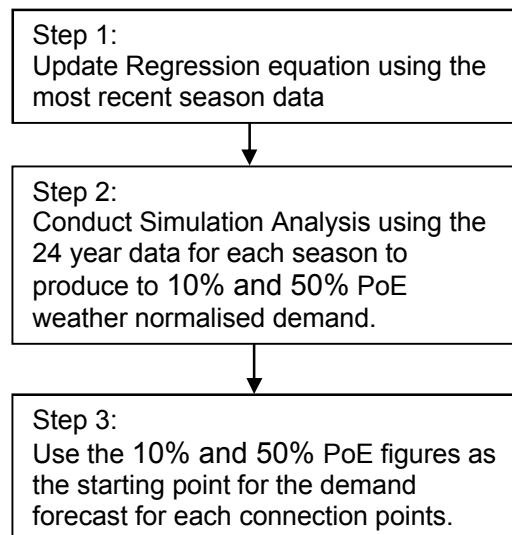 Step 1:
Update Regression equation using the
most recent season data
Step 2:
Conduct Simulation Analysis using the
24 year data for each season to
produce to 10% and 50% PoE
weather normalised demand.
Step 3:
Use the 10% and 50% PoE figures as
the starting point for the demand
forecast for each connection points.